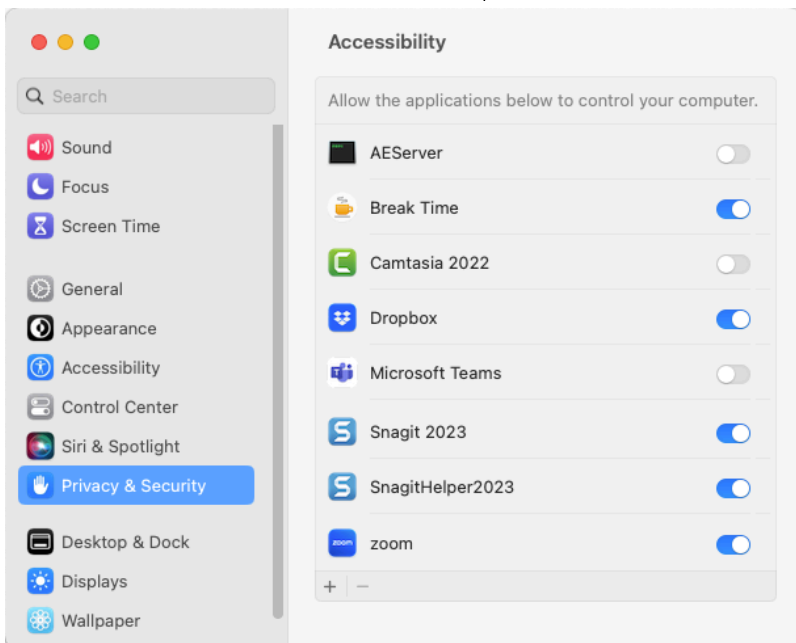 Accessibility
Search
Allow the applications below to control your computer.
Sound
Focus
Screen Time
General
Appearance
Accessibility
Control Center
Siri & Spotlight
Privacy & Security
Desktop & Dock
Displays
Wallpaper
AEServer
Break Time
Camtasia 2022
Dropbox
Microsoft Teams
Snagit 2023
SnagitHelper2023
zoom
zoom
+ −